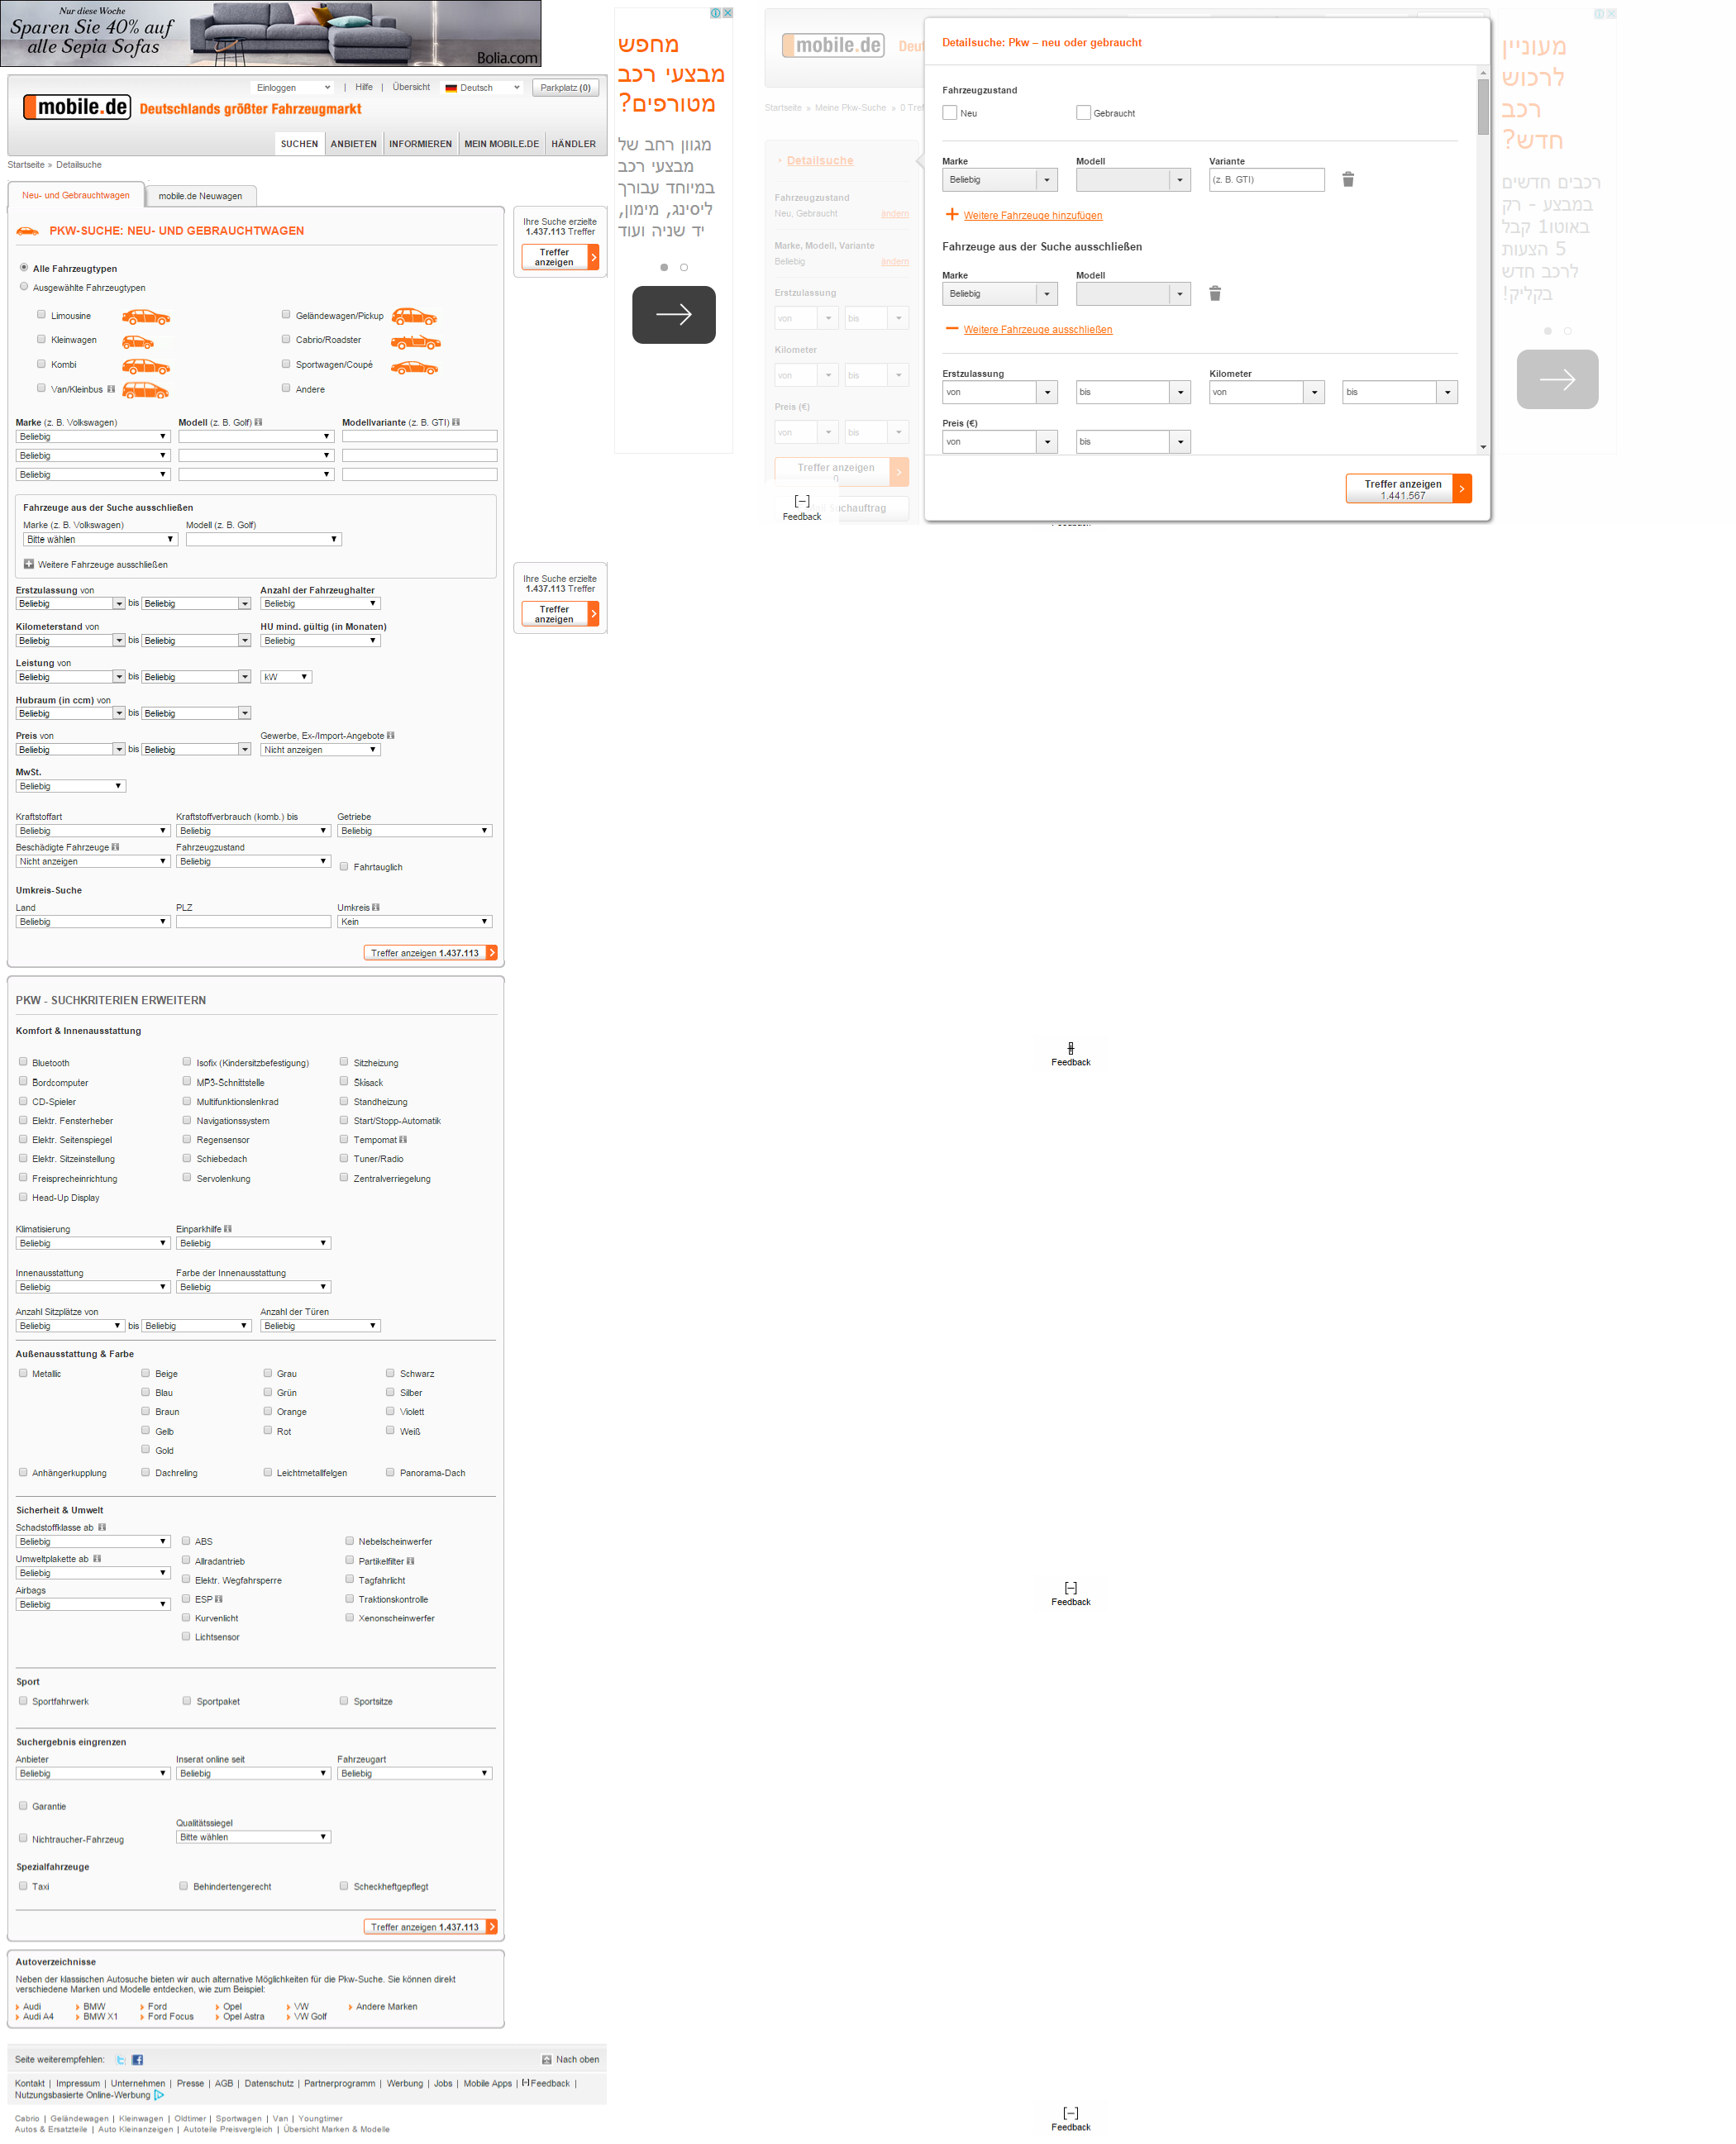 Nur diese Woche
Sparen Sie 40% auf
alle Sepia Sofas
Bolia.com
Einloggen | Hilfe | Übersicht Deutsch Parkplatz (0)
mobile.de Deutschlands größter Fahrzeugmarkt
SUCHEN ANBIETEN INFORMIEREN MEIN MOBILE.DE HÄNDLER
Startseite » Detailsuche
Neu- und Gebrauchtwagen mobile.de Neuwagen
PKW-SUCHE: NEU- UND GEBRAUCHTWAGEN
Alle Fahrzeugtypen
Ausgewählte Fahrzeugtypen
Limousine Geländewagen/Pickup
Kleinwagen Cabrio/Roadster
Kombi Sportwagen/Coupé
Van/Kleinbus Andere
Marke (z. B. Volkswagen) Modell (z. B. Golf) Modellvariante (z. B. GTI)
Beliebig
Beliebig
Beliebig
Fahrzeuge aus der Suche ausschließen
Marke (z. B. Volkswagen) Modell (z. B. Golf)
Bitte wählen
Weitere Fahrzeuge ausschließen
Erstzulassung von Anzahl der Fahrzeughalter
Beliebig bis Beliebig Beliebig
Kilometerstand von HU mind. gültig (in Monaten)
Beliebig bis Beliebig Beliebig
Leistung von
Beliebig bis Beliebig kW
Hubraum (in ccm) von
Beliebig bis Beliebig
Preis von Gewerbe, Ex-/Import-Angebote
Beliebig bis Beliebig Nicht anzeigen
MwSt.
Beliebig
Kraftstoffart Kraftstoffverbrauch (komb.) bis Getriebe
Beliebig Beliebig Beliebig
Beschädigte Fahrzeuge Fahrzeugzustand
Nicht anzeigen Beliebig Fahrtauglich
Umkreis-Suche
Land PLZ Umkreis
Beliebig Kein
Treffer anzeigen 1.437.113
Ihre Suche erzielte
1.437.113 Treffer
Treffer
anzeigen
Ihre Suche erzielte
1.437.113 Treffer
Treffer
anzeigen
PKW - SUCHKRITERIEN ERWEITERN
Komfort & Innenausstattung
Bluetooth Isofix (Kindersitzbefestigung) Sitzheizung
Bordcomputer MP3-Schnittstelle Skisack
CD-Spieler Multifunktionslenkrad Standheizung
Elektr. Fensterheber Navigationssystem Start/Stopp-Automatik
Elektr. Seitenspiegel Regensensor Tempomat
Elektr. Sitzeinstellung Schiebedach Tuner/Radio
Freisprecheinrichtung Servolenkung Zentralverriegelung
Head-Up Display
Klimatisierung Einparkhilfe
Beliebig Beliebig
Innenausstattung Farbe der Innenausstattung
Beliebig Beliebig
Anzahl Sitzplätze von Anzahl der Türen
Beliebig bis Beliebig Beliebig
Außenausstattung & Farbe
Metallic Beige Grau Schwarz
Blau Grün Silber
Braun Orange Violett
Gelb Rot Weiß
Gold
Anhängerkupplung Dachreling Leichtmetallfelgen Panorama-Dach
Sicherheit & Umwelt
Schadstoffklasse ab
Beliebig ABS Nebelscheinwerfer
Umweltplakette ab Allradantrieb Partikelfilter
Beliebig Elektr. Wegfahrsperre Tagfahrlicht
Airbags ESP Traktionskontrolle
Beliebig Kurvenlicht Xenonscheinwerfer
Lichtsensor
Sport
Sportfahrwerk Sportpaket Sportsitze
Suchergebnis eingrenzen
Anbieter Inserat online seit Fahrzeugart
Beliebig Beliebig Beliebig
Garantie
Qualitätssiegel
Nichtraucher-Fahrzeug Bitte wählen
Spezialfahrzeuge
Taxi Behindertengerecht Scheckheftgepflegt
Treffer anzeigen 1.437.113
Autoverzeichnisse
Neben der klassischen Autosuche bieten wir auch alternative Möglichkeiten für die Pkw-Suche. Sie können direkt
verschiedene Marken und Modelle entdecken, wie zum Beispiel:
Audi BMW Ford Opel VW Andere Marken
Audi A4 BMW X1 Ford Focus Opel Astra VW Golf
Seite weiterempfehlen: Nach oben
Kontakt | Impressum | Unternehmen | Presse | AGB | Datenschutz | Partnerprogramm | Werbung | Jobs | Mobile Apps | Feedback |
Nutzungsbasierte Online-Werbung
Cabrio | Geländewagen | Kleinwagen | Oldtimer | Sportwagen | Van | Youngtimer
Autos & Ersatzteile | Auto Kleinanzeigen | Autoteile Preisvergleich | Übersicht Marken & Modelle
מחפש
מבצעי רכב
מטורפים?
מגוון רחב של
מבצעי רכב
במיוחד עבורך
ליסינג, מימון,
יד שניה ועוד
mobile.de Deu
Startseite » Meine Pkw-Suche » 0 Tref
Detailsuche
Fahrzeugzustand
Neu, Gebraucht ändern
Marke, Modell, Variante
Beliebig ändern
Erstzulassung
von bis
Kilometer
von bis
Preis (€)
von bis
Treffer anzeigen
0
uchauftrag
Feedback
Detailsuche: Pkw – neu oder gebraucht
Fahrzeugzustand
Neu Gebraucht
Marke Modell Variante
Beliebig (z. B. GTI)
Weitere Fahrzeuge hinzufügen
Fahrzeuge aus der Suche ausschließen
Marke Modell
Beliebig
Weitere Fahrzeuge ausschließen
Erstzulassung Kilometer
von bis von bis
Preis (€)
von bis
Treffer anzeigen
1.441.567
מעוניין
לרכוש
רכב
חדש?
רכבים חדשים
במבצע - רק
באוטו1 קבל
5 הצעות
לרכב חדש
בקליק!
Feedback
Feedback
Feedback